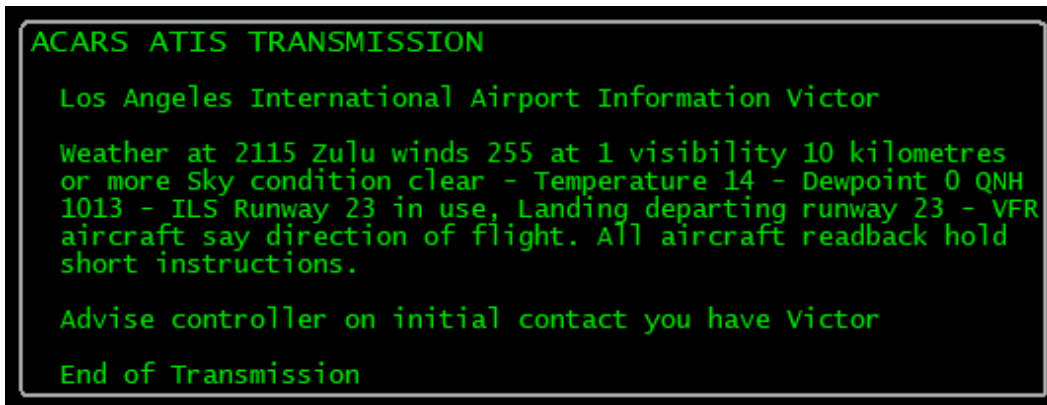 ACARS ATIS TRANSMISSION
Los Angeles International Airport Information Victor
Weather at 2115 Zulu winds 255 at 1 visibility 10 kilometres
or more Sky condition clear - Temperature 14 - Dewpoint 0 QNH
1013 - ILS Runway 23 in use, Landing departing runway 23 - VFR
aircraft say direction of flight. All aircraft readback hold
short instructions.
Advise controller on initial contact you have Victor
End of Transmission